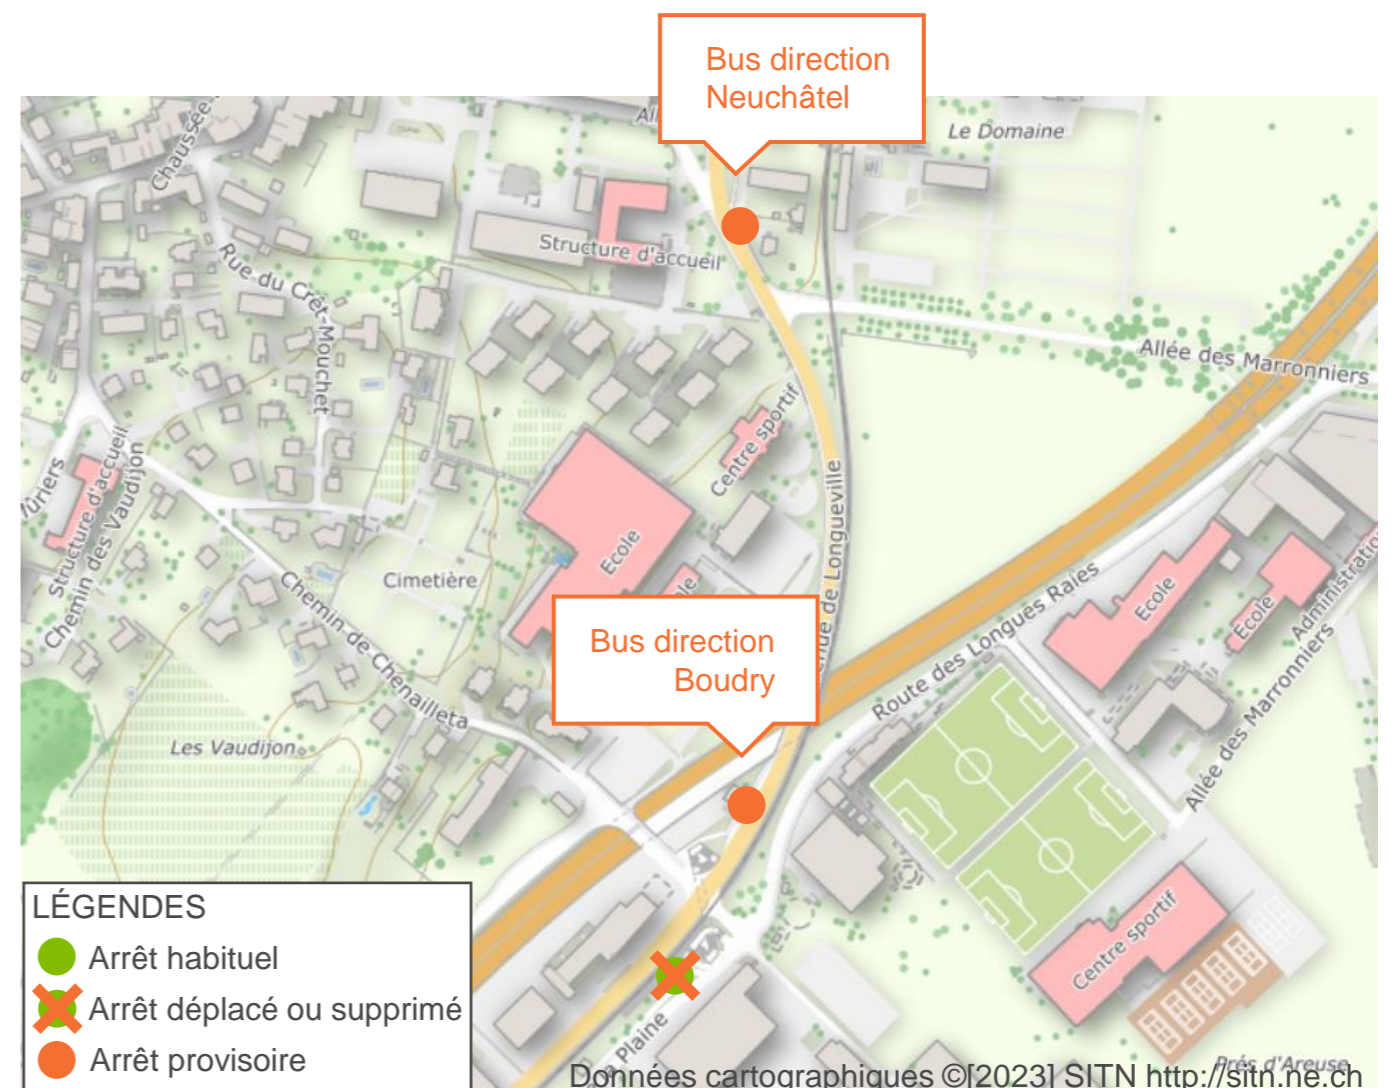 Bus direction
Neuchâtel
Le Domaine
Chaussée
Structure d'accueil
Rue du Crêt-Mouchet
Allée des Marronniers
Centre sportif
Structure d'accueil
Chemin des Vaudijon
Ecole
Cimetière
Chemin de Chenailleta
de Longueville
Ecole
Ecole
Administration
Route des Longues Raies
Bus direction
Boudry
Allée des Marronniers
Les Vaudijon
LÉGENDES
Arrêt habituel
Arrêt déplacé ou supprimé
Arrêt provisoire
Centre sportif
Plaine
Prés d'Areuse
Données cartographiques ©[2023] SITN http://sitn.ne.ch